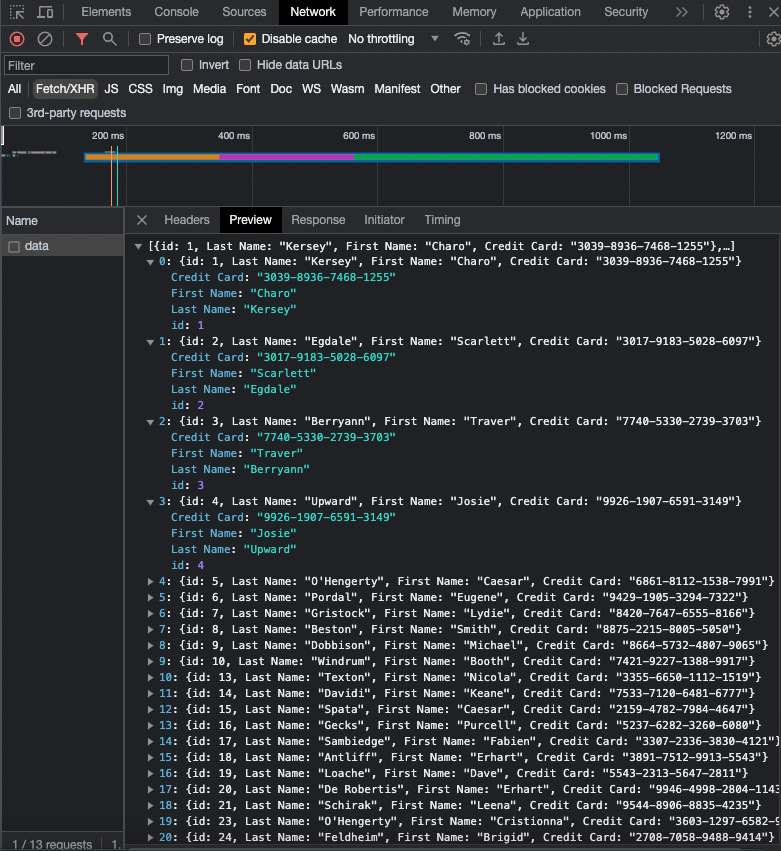 Elements Console Sources Network Performance Memory Application Security
Preserve log Disable cache No throttling
Filter Invert Hide data URLs
All Fetch/XHR JS CSS Img Media Font Doc WS Wasm Manifest Other Has blocked cookies Blocked Requests
3rd-party requests
200 ms 400 ms 600 ms 800 ms 1000 ms 1200 ms
Name Headers Preview Response Initiator Timing
data
[{id: 1, Last Name: "Kersey", First Name: "Charo", Credit Card: "3039-8936-7468-1255"},…]
0: {id: 1, Last Name: "Kersey", First Name: "Charo", Credit Card: "3039-8936-7468-1255"}
Credit Card: "3039-8936-7468-1255"
First Name: "Charo"
Last Name: "Kersey"
id: 1
1: {id: 2, Last Name: "Egdale", First Name: "Scarlett", Credit Card: "3017-9183-5028-6097"}
Credit Card: "3017-9183-5028-6097"
First Name: "Scarlett"
Last Name: "Egdale"
id: 2
2: {id: 3, Last Name: "Berryann", First Name: "Traver", Credit Card: "7740-5330-2739-3703"}
Credit Card: "7740-5330-2739-3703"
First Name: "Traver"
Last Name: "Berryann"
id: 3
3: {id: 4, Last Name: "Upward", First Name: "Josie", Credit Card: "9926-1907-6591-3149"}
Credit Card: "9926-1907-6591-3149"
First Name: "Josie"
Last Name: "Upward"
id: 4
4: {id: 5, Last Name: "O'Hengerty", First Name: "Caesar", Credit Card: "6861-8112-1538-7991"}
5: {id: 6, Last Name: "Pordal", First Name: "Eugene", Credit Card: "9429-1905-3294-7322"}
6: {id: 7, Last Name: "Gristock", First Name: "Lydie", Credit Card: "8420-7647-6555-8166"}
7: {id: 8, Last Name: "Beston", First Name: "Smith", Credit Card: "8875-2215-8005-5050"}
8: {id: 9, Last Name: "Dobbison", First Name: "Michael", Credit Card: "8664-5732-4807-9065"}
9: {id: 10, Last Name: "Windrum", First Name: "Booth", Credit Card: "7421-9227-1388-9917"}
10: {id: 13, Last Name: "Texton", First Name: "Nicola", Credit Card: "3355-6650-1112-1519"}
11: {id: 14, Last Name: "Davidi", First Name: "Keane", Credit Card: "7533-7120-6481-6777"}
12: {id: 15, Last Name: "Spata", First Name: "Caesar", Credit Card: "2159-4782-7984-4647"}
13: {id: 16, Last Name: "Gecks", First Name: "Purcell", Credit Card: "5237-6282-3260-6080"}
14: {id: 17, Last Name: "Sambiedge", First Name: "Fabien", Credit Card: "3307-2336-3830-4121"}
15: {id: 18, Last Name: "Antliff", First Name: "Erhart", Credit Card: "3891-7512-9913-5543"}
16: {id: 19, Last Name: "Loache", First Name: "Dave", Credit Card: "5543-2313-5647-2811"}
17: {id: 20, Last Name: "De Robertis", First Name: "Erhart", Credit Card: "9946-4998-2804-1143
18: {id: 21, Last Name: "Schirak", First Name: "Leena", Credit Card: "9544-8906-8835-4235"}
19: {id: 23, Last Name: "O'Hengerty", First Name: "Cristionna", Credit Card: "3603-1297-6582-9
20: {id: 24, Last Name: "Feldheim", First Name: "Brigid", Credit Card: "2708-7058-9488-9414"}
1 / 13 requests 1.